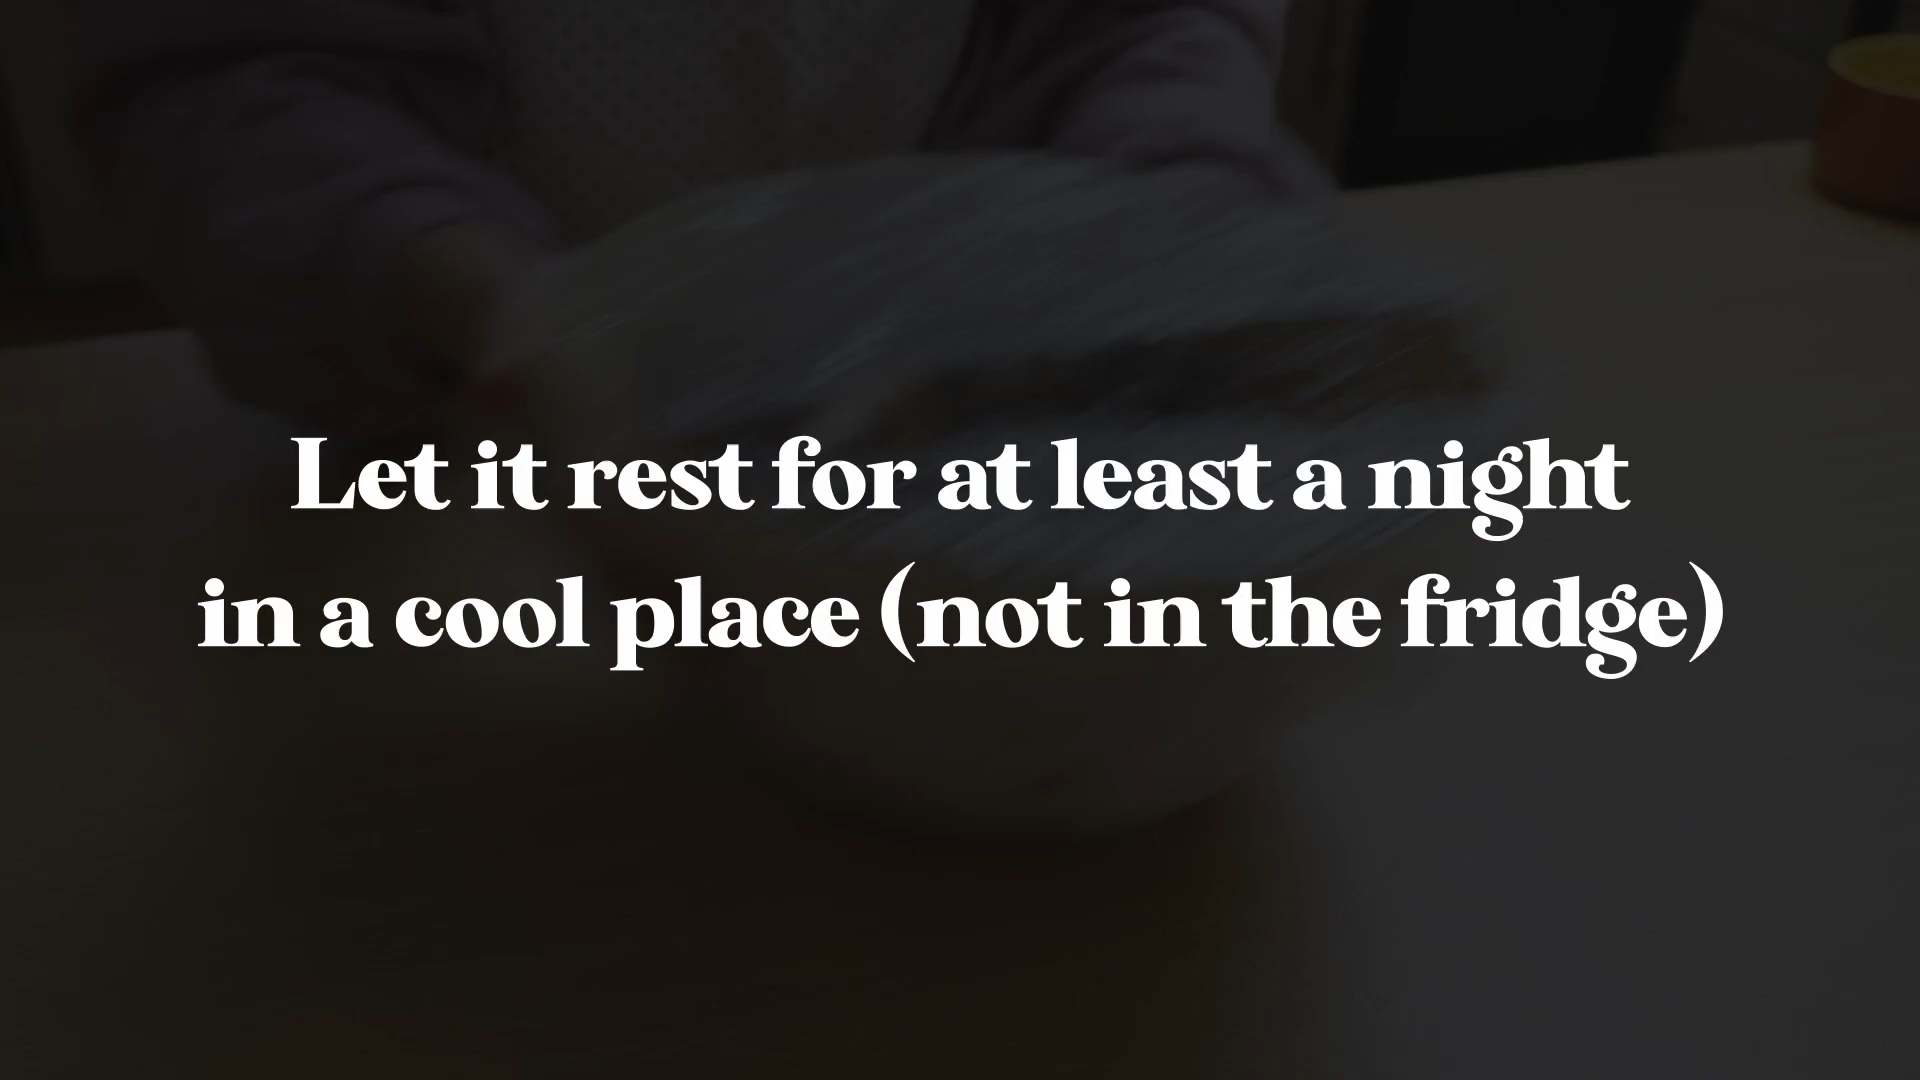 Let it rest for at least a night
in a cool place (not in the fridge)